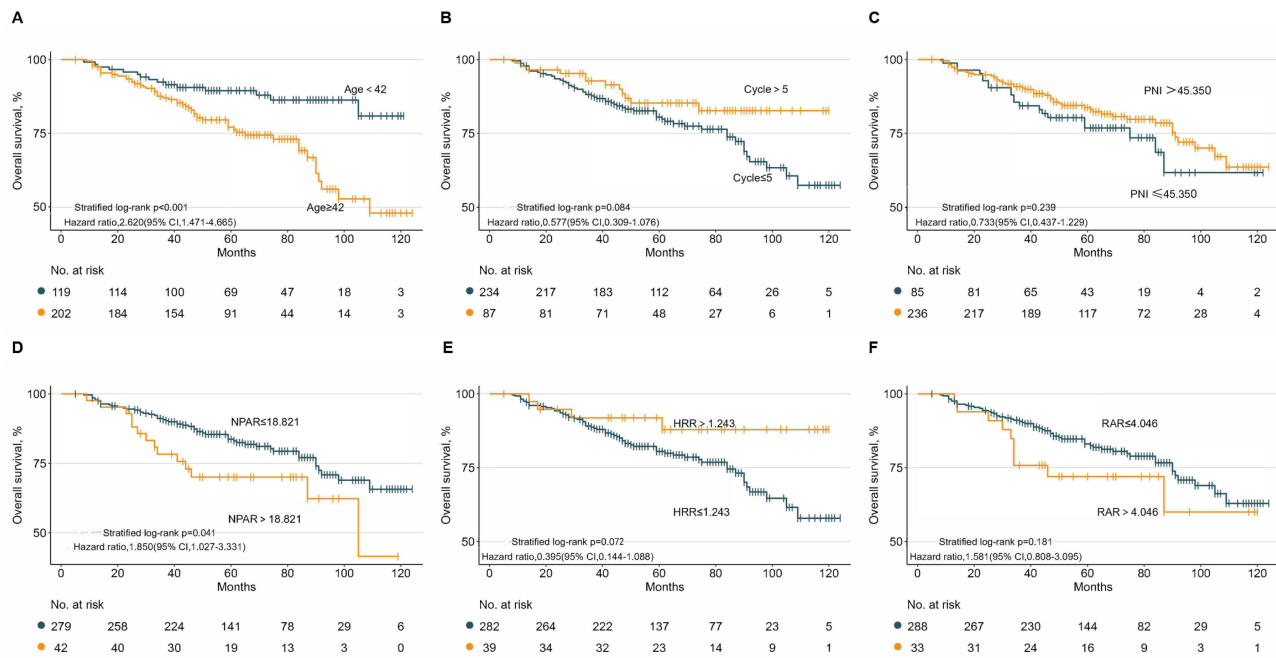 A
Overall survival, %
100
75
50
Age < 42
Age≥42
Stratified log-rank p<0.001
Hazard ratio,2.620(95% CI,1.471-4.665)
0 20 40 60 80 100 120
Months
No. at risk
119 114 100 69 47 18 3
202 184 154 91 44 14 3
B
Overall survival, %
100
75
50
Cycle > 5
Cycle≤5
Stratified log-rank p=0.084
Hazard ratio,0.577(95% CI,0.309-1.076)
0 20 40 60 80 100 120
Months
No. at risk
234 217 183 112 64 26 5
87 81 71 48 27 6 1
C
Overall survival, %
100
75
50
PNI > 45.350
PNI ≤45.350
Stratified log-rank p=0.239
Hazard ratio,0.733(95% CI,0.437-1.229)
0 20 40 60 80 100 120
Months
No. at risk
85 81 65 43 19 4 2
236 217 189 117 72 28 4
D
Overall survival, %
100
75
50
NPAR≤18.821
NPAR > 18.821
Stratified log-rank p=0.041
Hazard ratio,1.850(95% CI,1.027-3.331)
0 20 40 60 80 100 120
Months
No. at risk
279 258 224 141 78 29 6
42 40 30 19 13 3 0
E
Overall survival, %
100
75
50
HRR > 1.243
HRR≤1.243
Stratified log-rank p=0.072
Hazard ratio,0.395(95% CI,0.144-1.088)
0 20 40 60 80 100 120
Months
No. at risk
282 264 222 137 77 23 5
39 34 32 23 14 9 1
F
Overall survival, %
100
75
50
RAR≤4.046
RAR > 4.046
Stratified log-rank p=0.181
Hazard ratio,1.581(95% CI,0.808-3.095)
0 20 40 60 80 100 120
Months
No. at risk
288 267 230 144 82 29 5
33 31 24 16 9 3 1